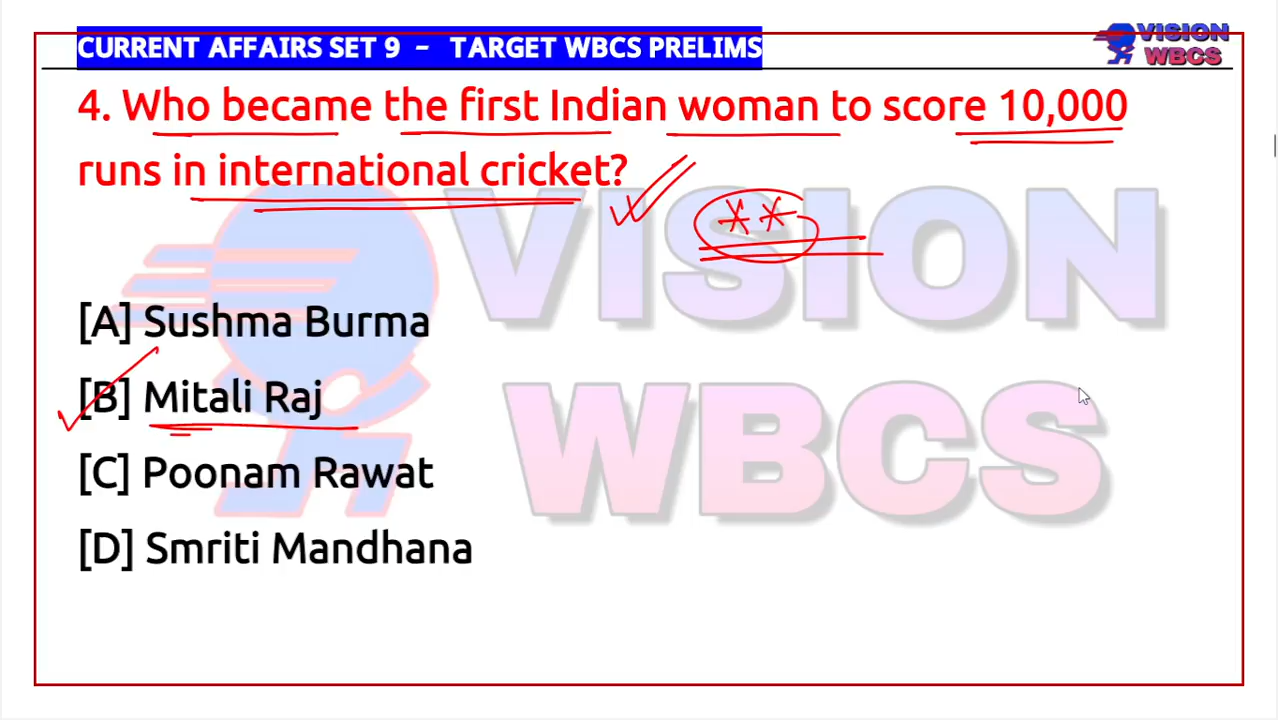 CURRENT AFFAIRS SET 9 - TARGET WBCS PRELIMS
VISION
WBCS
4. Who became the first Indian woman to score 10,000
runs in international cricket?
**
VISION
WBCS
[A] Sushma Burma
[B] Mitali Raj
[C] Poonam Rawat
[D] Smriti Mandhana